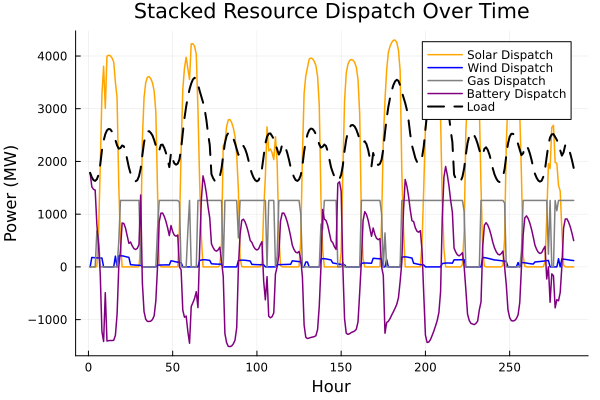 Stacked Resource Dispatch Over Time
Power (MW)
4000
3000
2000
1000
0
−1000
Solar Dispatch
Wind Dispatch
Gas Dispatch
Battery Dispatch
Load
0 50 100 150 200 250
Hour